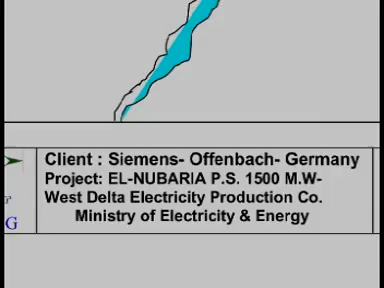 Client : Siemens- Offenbach- Germany
Project: EL-NUBARIA P.S. 1500 M.W-
West Delta Electricity Production Co.
Ministry of Electricity & Energy
G